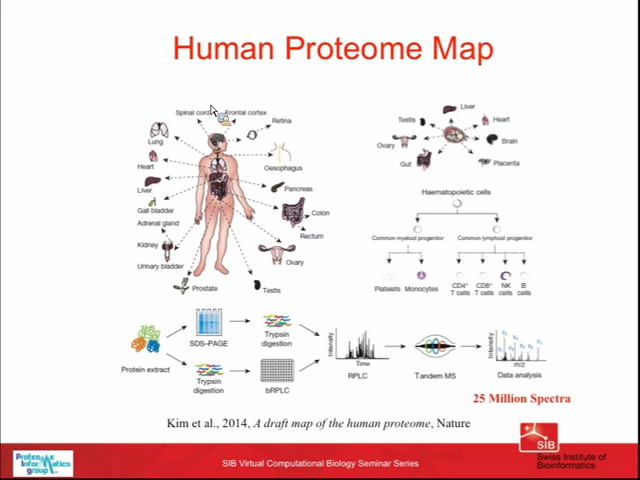 Human Proteome Map
Spinal cord
Frontal cortex
Retina
Lung
Oesophagus
Heart
Pancreas
Liver
Gall bladder
Colon
Adrenal gland
Rectum
Kidney
Ovary
Urinary bladder
Prostate
Testis
Liver
Testis
Heart
Ovary
Brain
Gut
Placenta
Haematopoietic cells
Common myeloid progenitor
Common lymphoid progenitor
Platelets
Monocytes
CD4+
T cells
CD8+
T cells
NK
cells
B
cells
Protein extract
SDS–PAGE
Trypsin
digestion
Trypsin
digestion
bRPLC
Intensity
Time
RPLC
Tandem MS
Intensity
m/z
Data analysis
25 Million Spectra
Kim et al., 2014, A draft map of the human proteome, Nature
Proteome
Informatics
group
SIB Virtual Computational Biology Seminar Series
SIB
Swiss Institute of
Bioinformatics